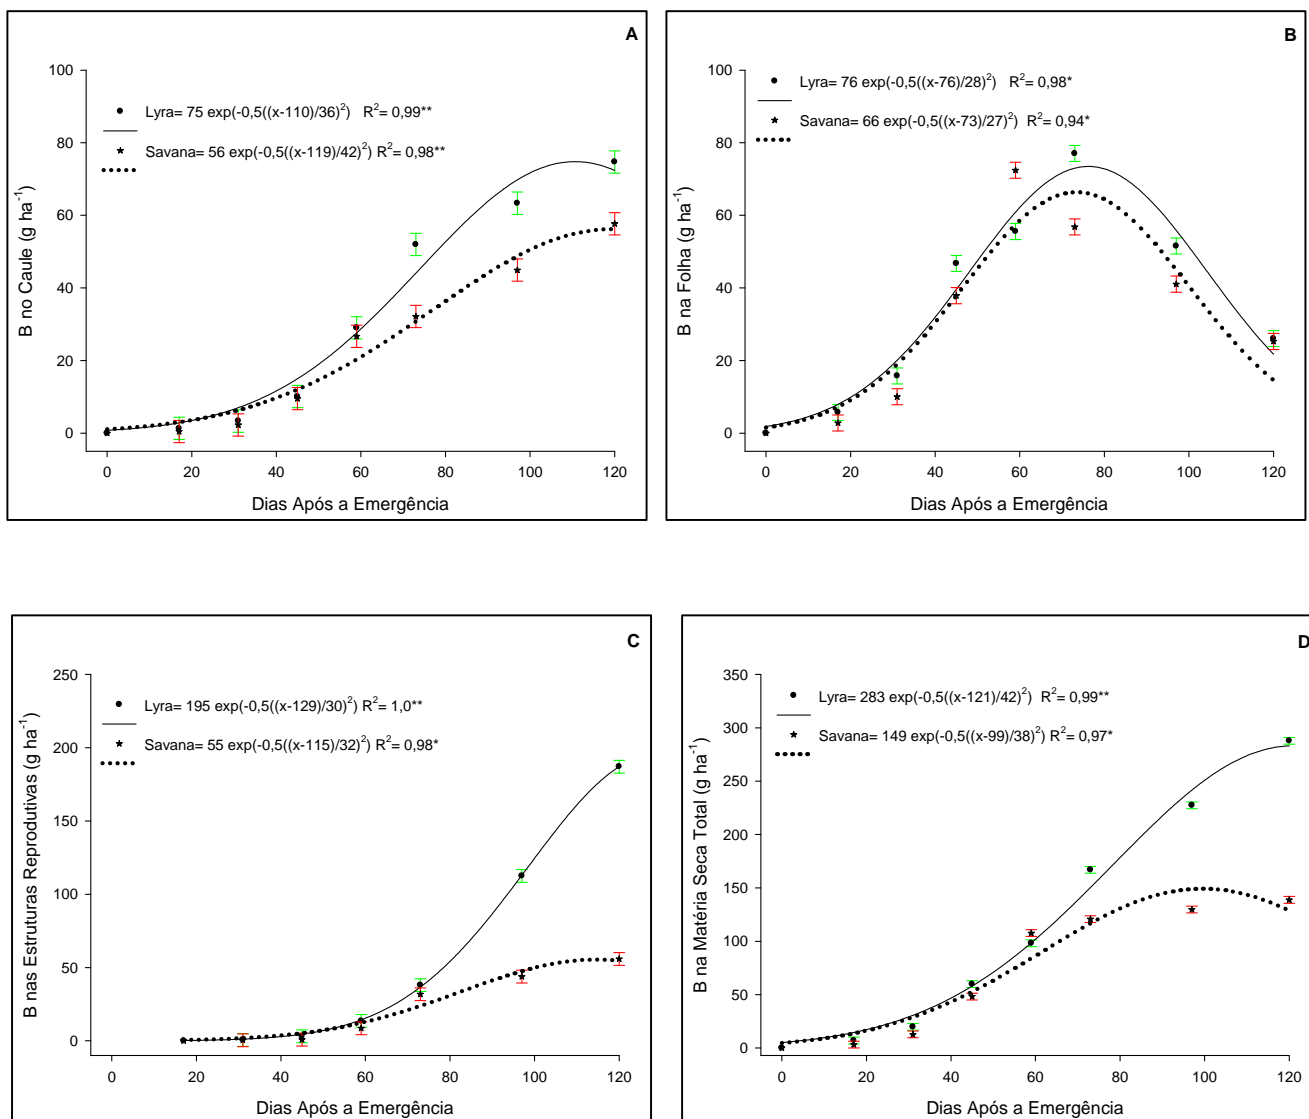 A
100
80
60
40
20
0
B no Caule (g ha⁻¹)
Lyra= 75 exp(-0,5((x-110)/36)²) R²= 0,99**
Savana= 56 exp(-0,5((x-119)/42)²) R²= 0,98**
0 20 40 60 80 100 120
Dias Após a Emergência
B
100
80
60
40
20
0
B na Folha (g ha⁻¹)
Lyra= 76 exp(-0,5((x-76)/28)²) R²= 0,98*
Savana= 66 exp(-0,5((x-73)/27)²) R²= 0,94*
0 20 40 60 80 100 120
Dias Após a Emergência
C
250
200
150
100
50
0
B nas Estruturas Reprodutivas (g ha⁻¹)
Lyra= 195 exp(-0,5((x-129)/30)²) R²= 1,0**
Savana= 55 exp(-0,5((x-115)/32)²) R²= 0,98*
0 20 40 60 80 100 120
Dias Após a Emergência
D
350
300
250
200
150
100
50
0
B na Matéria Seca Total (g ha⁻¹)
Lyra= 283 exp(-0,5((x-121)/42)²) R²= 0,99**
Savana= 149 exp(-0,5((x-99)/38)²) R²= 0,97*
0 20 40 60 80 100 120
Dias Após a Emergência